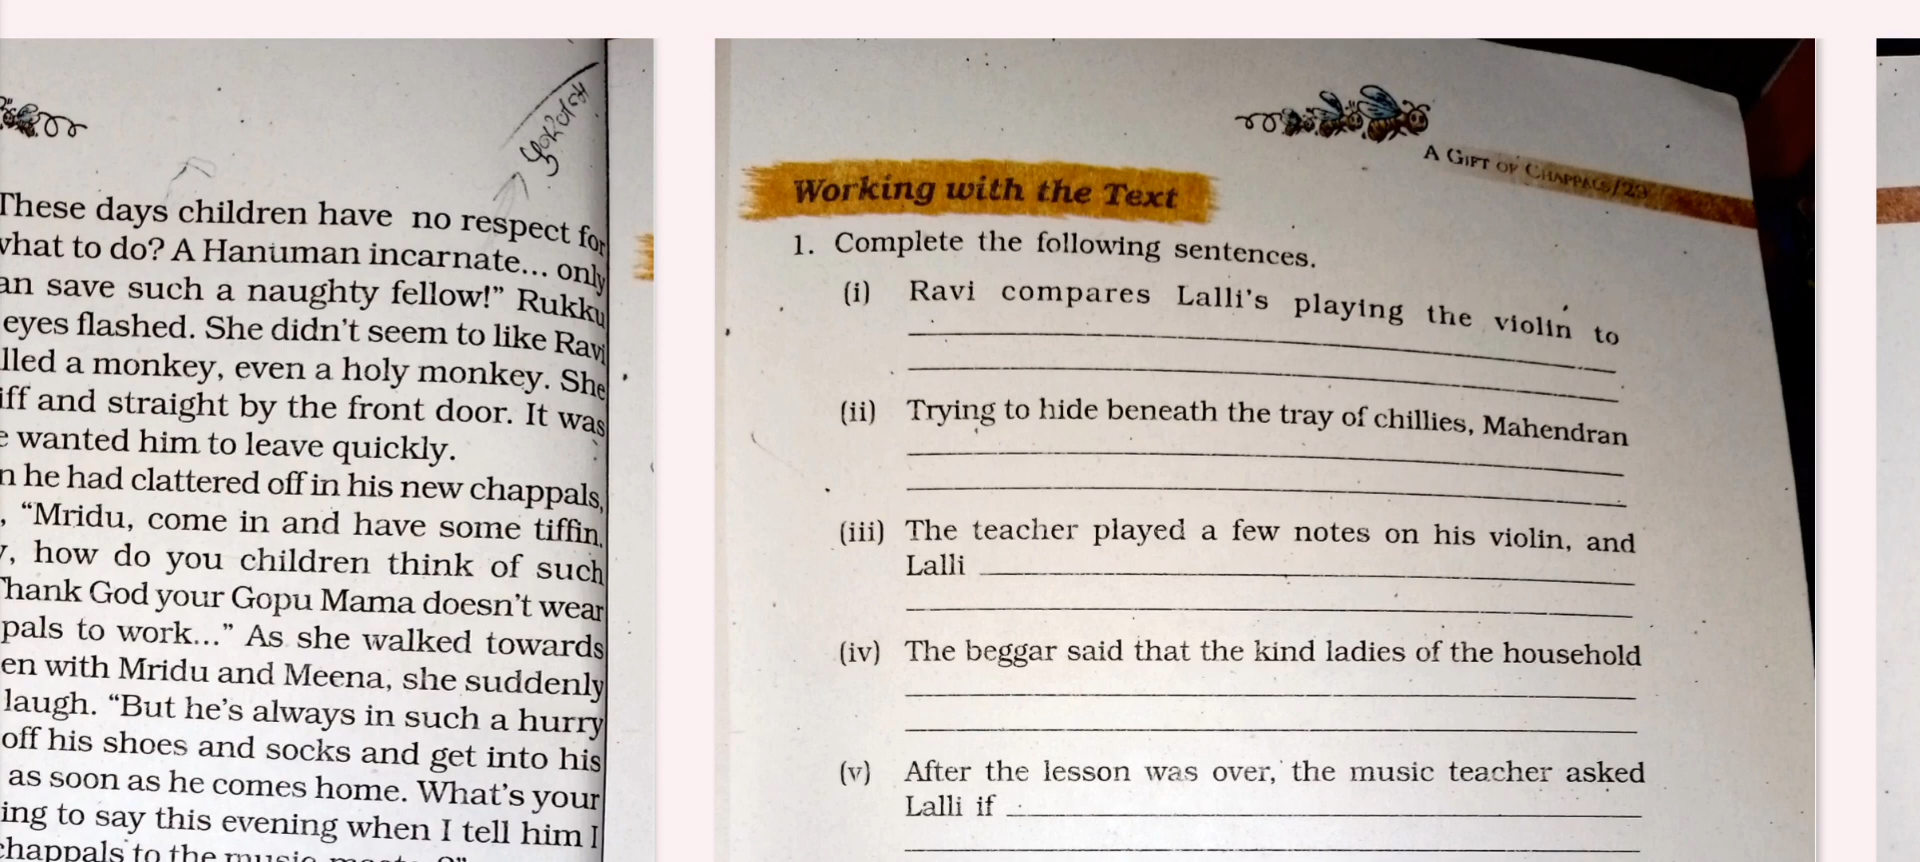 These days children have no respect for
what to do? A Hanuman incarnate... only
an save such a naughty fellow!” Rukku
eyes flashed. She didn’t seem to like Ravi
lled a monkey, even a holy monkey. She
iff and straight by the front door. It was
e wanted him to leave quickly.
n he had clattered off in his new chappals,
, “Mridu, come in and have some tiffin.
y, how do you children think of such
Thank God your Gopu Mama doesn’t wear
pals to work...” As she walked towards
en with Mridu and Meena, she suddenly
laugh. “But he’s always in such a hurry
off his shoes and socks and get into his
as soon as he comes home. What’s your
ing to say this evening when I tell him I
chappals to the music
A GIFT OF CHAPPALS/29
Working with the Text
1. Complete the following sentences.
(i) Ravi compares Lalli’s playing the violin to
(ii) Trying to hide beneath the tray of chillies, Mahendran
(iii) The teacher played a few notes on his violin, and
Lalli
(iv) The beggar said that the kind ladies of the household
(v) After the lesson was over, the music teacher asked
Lalli if